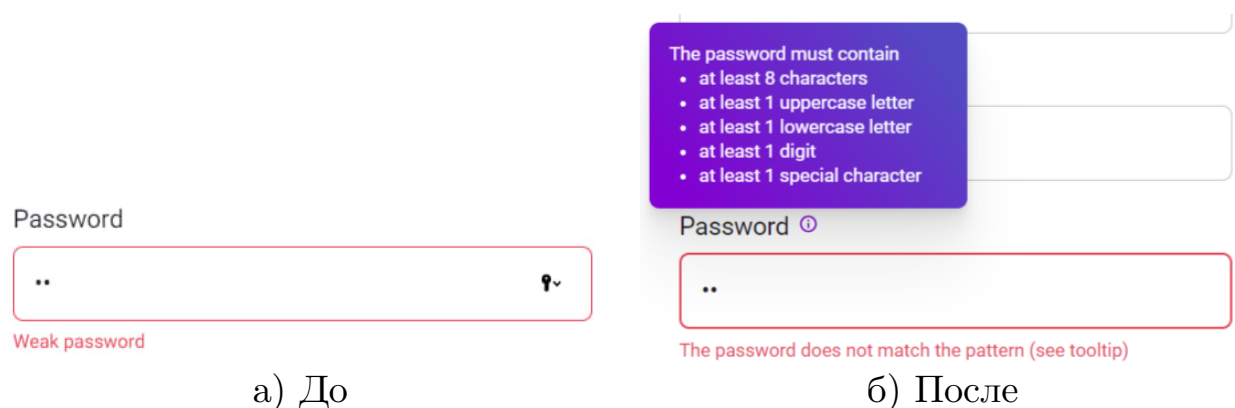 Password
••
Weak password
а) До
The password must contain
• at least 8 characters
• at least 1 uppercase letter
• at least 1 lowercase letter
• at least 1 digit
• at least 1 special character
Password
••
The password does not match the pattern (see tooltip)
б) После